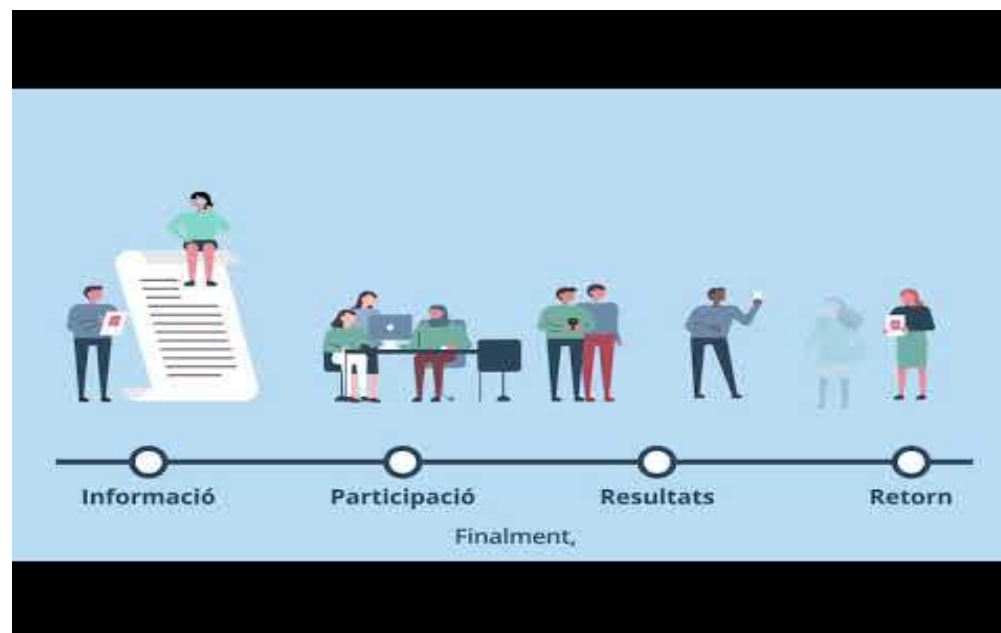 Informació
Participació
Resultats
Retorn
Finalment,